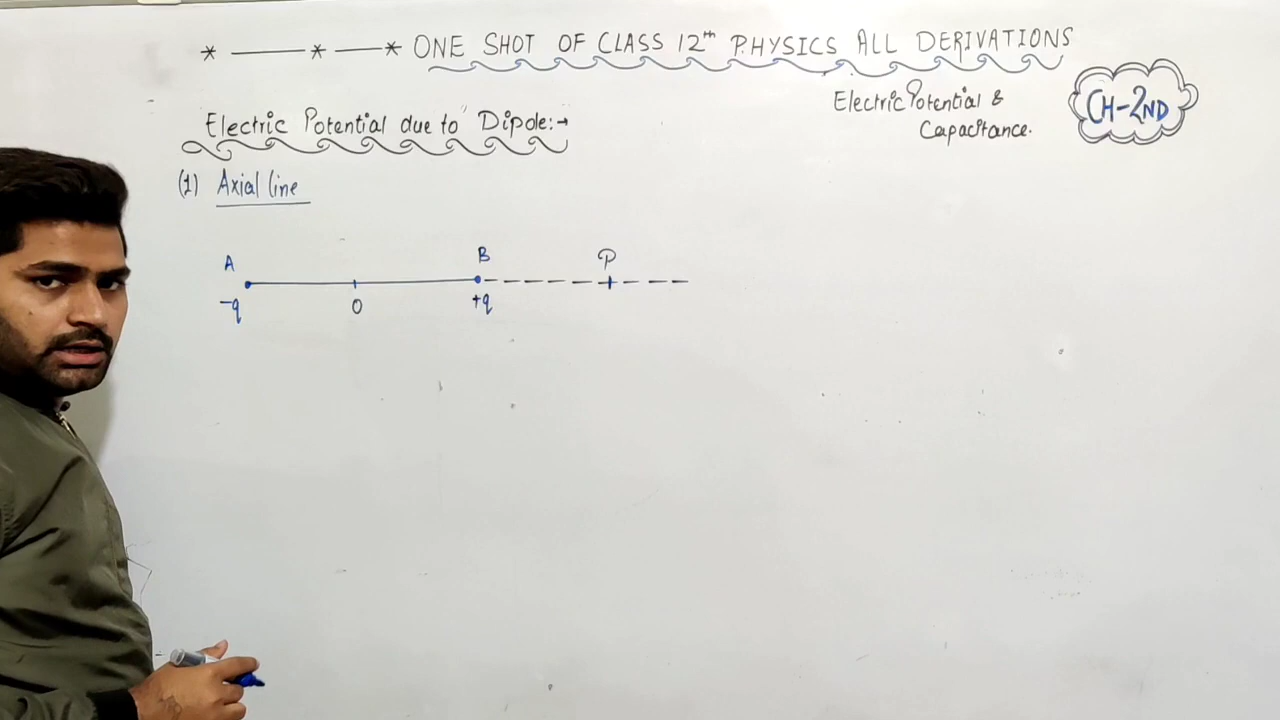 * —— * — * ONE SHOT OF CLASS 12th PHYSICS ALL DERIVATIONS
Electric Potential &
Capacitance.
CH-2ND
Electric Potential due to Dipole:→
(1) Axial line
A B P
-q O +q